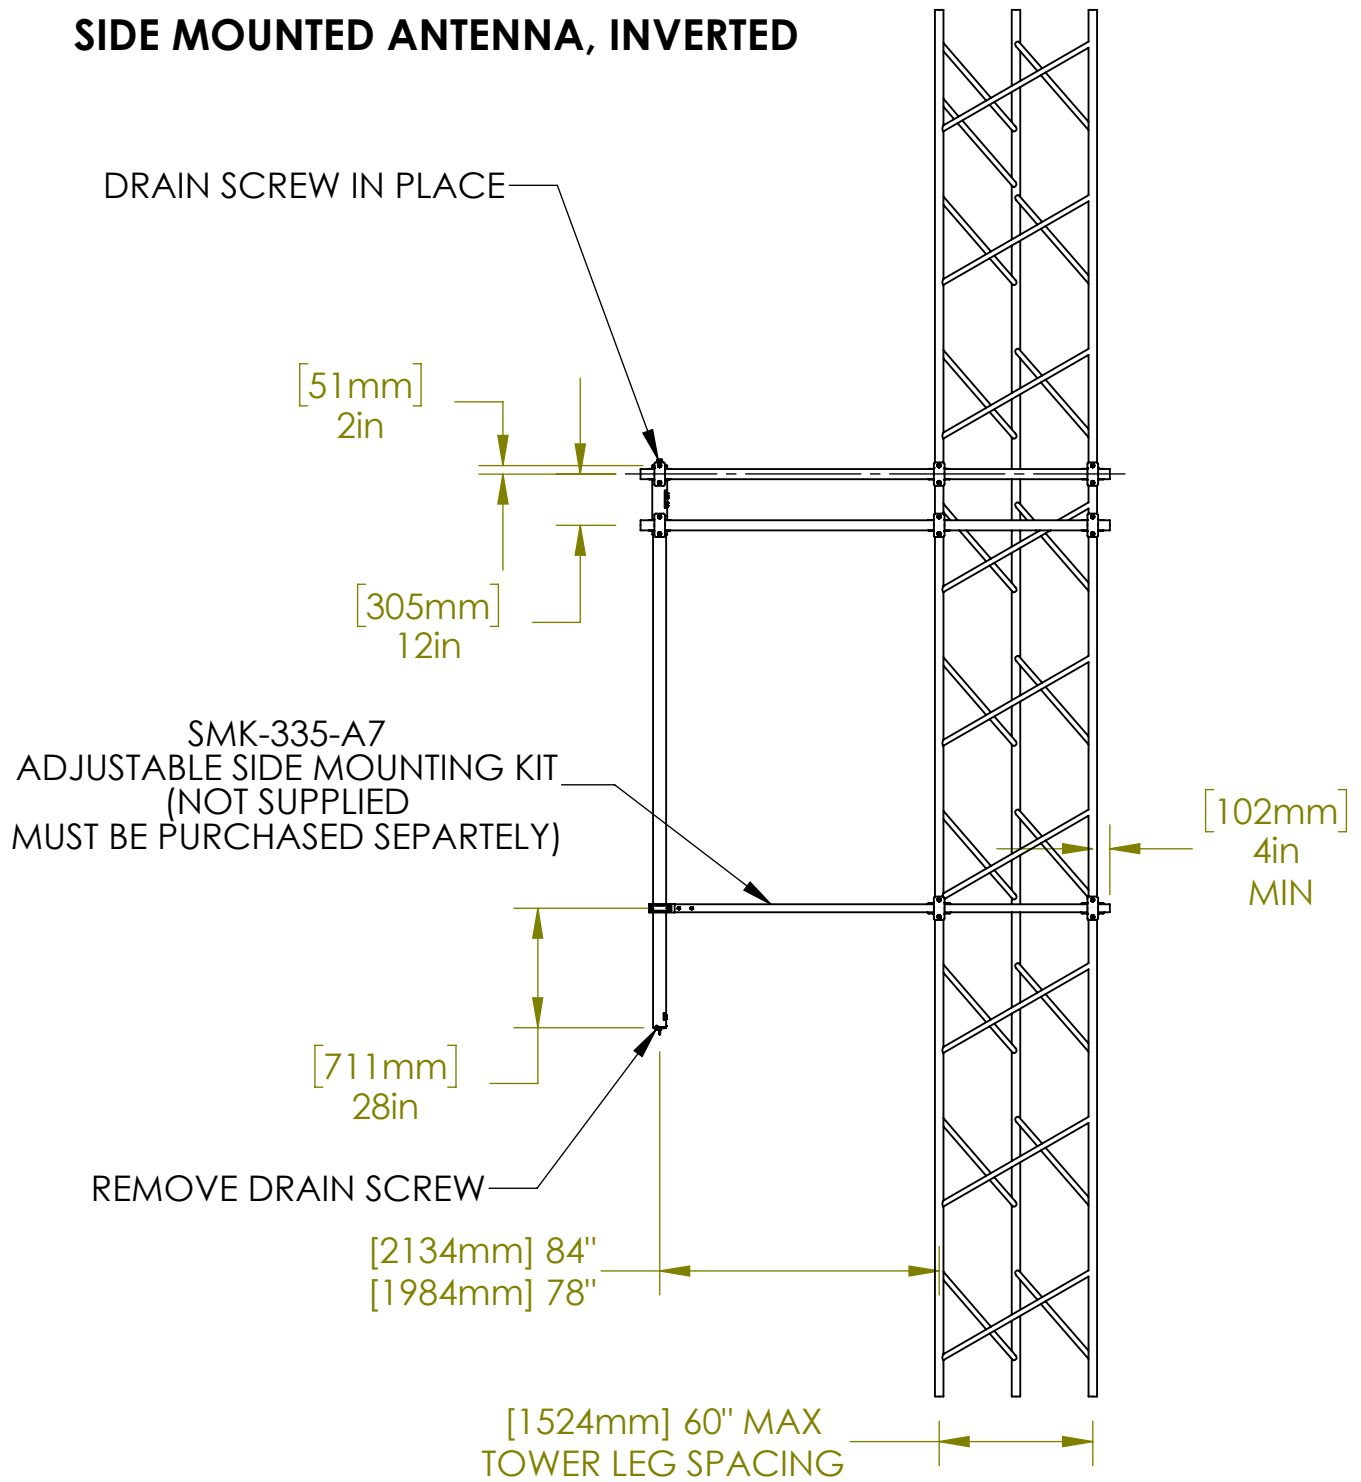 SIDE MOUNTED ANTENNA, INVERTED
DRAIN SCREW IN PLACE
[51mm]
2in
[305mm]
12in
SMK-335-A7
ADJUSTABLE SIDE MOUNTING KIT
(NOT SUPPLIED
MUST BE PURCHASED SEPARTELY)
[102mm]
4in
MIN
[711mm]
28in
REMOVE DRAIN SCREW
[2134mm] 84"
[1984mm] 78"
[1524mm] 60" MAX
TOWER LEG SPACING